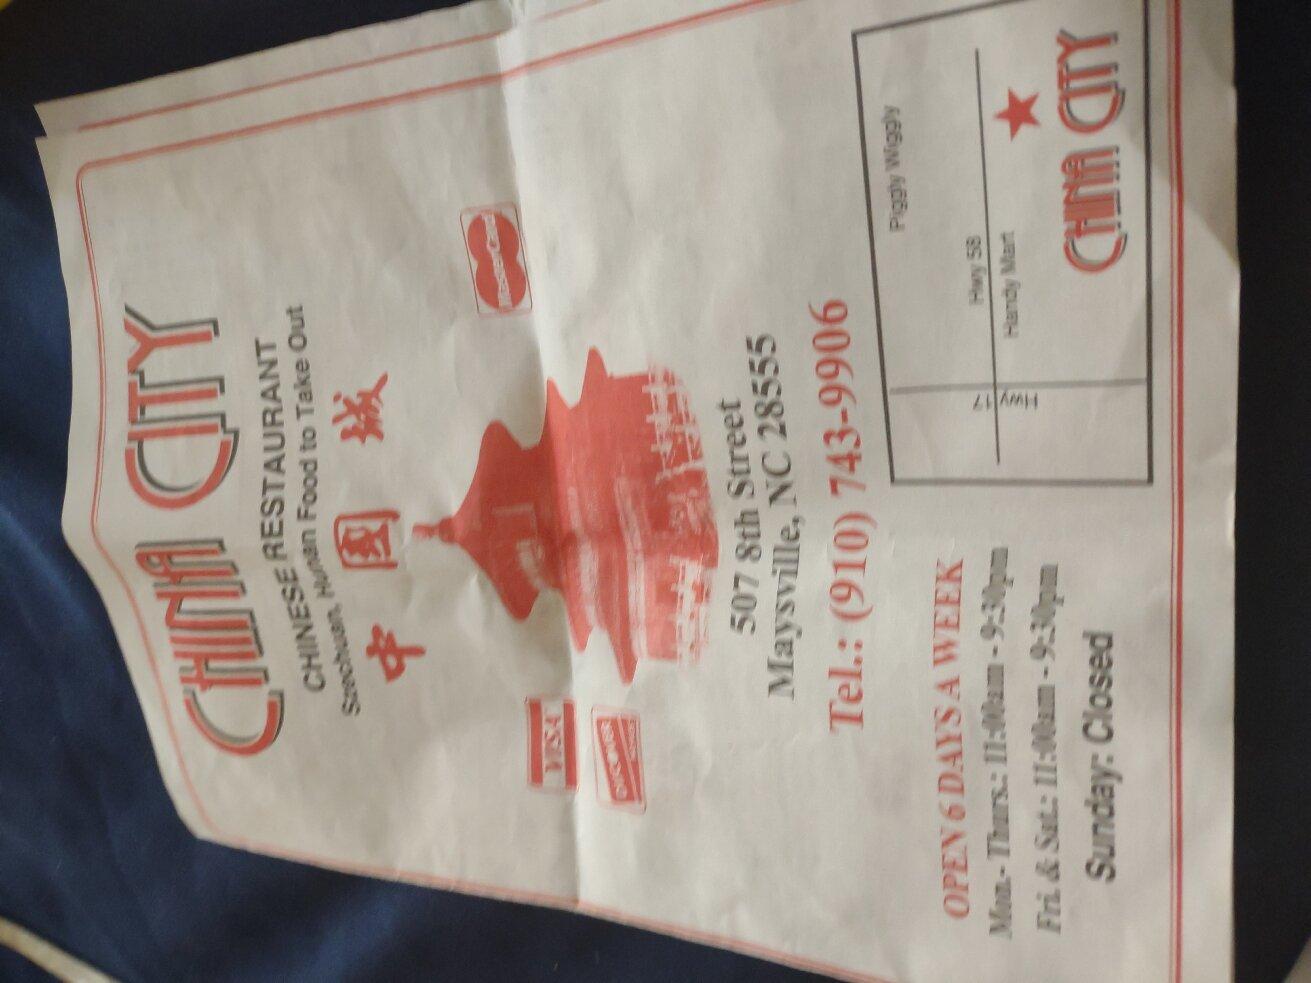 CHINA CITY
CHINESE RESTAURANT
Szechuan, Hunan Food to Take Out
中國城
MasterCard
VISA
DISCOVER
507 8th Street
Maysville, NC 28555
Tel.: (910) 743-9906
OPEN 6 DAYS A WEEK
Mon.- Thurs.: 11:00am - 9:30pm
Fri. & Sat.: 11:00am - 9:30pm
Sunday: Closed
Piggly Wiggly
Hwy 58
Handy Mart
Hwy 17
CHINA CITY